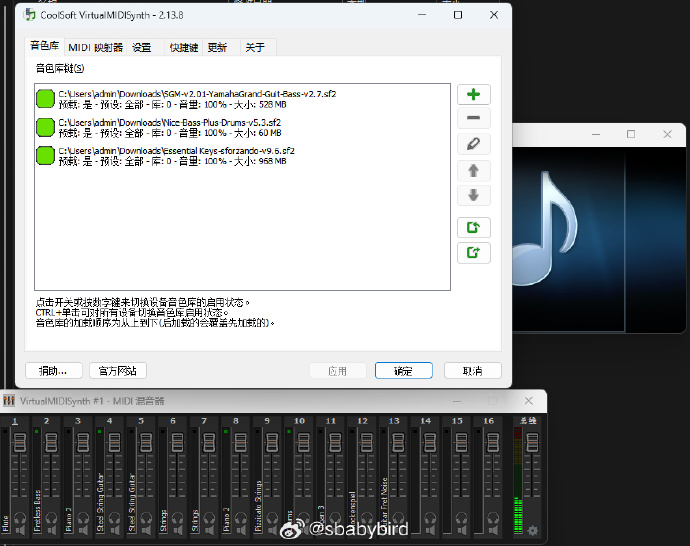 CoolSoft VirtualMIDISynth - 2.13.8
音色库 MIDI 映射器 设置 快捷键 更新 关于
音色库键(S)
C:\Users\admin\Downloads\SGM-v2.01-YamahaGrand-Guit-Bass-v2.7.sf2
预载: 是 - 预设: 全部 - 库: 0 - 音里: 100% - 大小: 528 MB
C:\Users\admin\Downloads\Nice-Bass-Plus-Drums-v5.3.sf2
预载: 是 - 预设: 全部 - 库: 0 - 音里: 100% - 大小: 60 MB
C:\Users\admin\Downloads\Essential Keys-sforzando-v9.6.sf2
预载: 是 - 预设: 全部 - 库: 0 - 音里: 100% - 大小: 968 MB
点击开关或按数字键来切换设备音色库的启用状态。
CTRL+单击可对所有设备切换音色库启用状态。
音色库的加载顺序为从上到下(后加载的会覆盖先加载的)。
捐助... 官方网站 应用 确定 取消
VirtualMIDISynth #1 - MIDI 混音器
1 2 3 4 5 6 7 8 9 10 11 12 13 14 15 16 总线
Fretless Bass
Piano 2
Steel String Guitar
Steel String Guitar
Strings
Strings
Piano 2
Pizzicato Strings
Guitar Fret Noise
@sbabybird